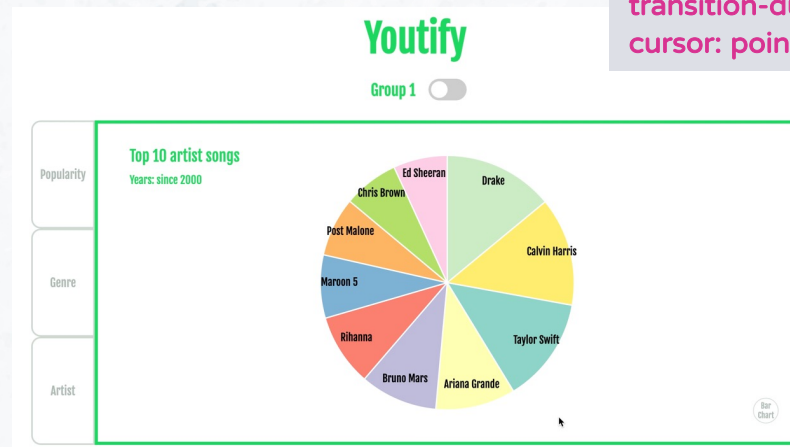 transition-du
cursor: poin
Youtify
Group 1
Popularity
Genre
Artist
Top 10 artist songs
Years: since 2000
Ed Sheeran
Drake
Chris Brown
Calvin Harris
Post Malone
Maroon 5
Rihanna
Taylor Swift
Bruno Mars
Ariana Grande
Bar
Chart